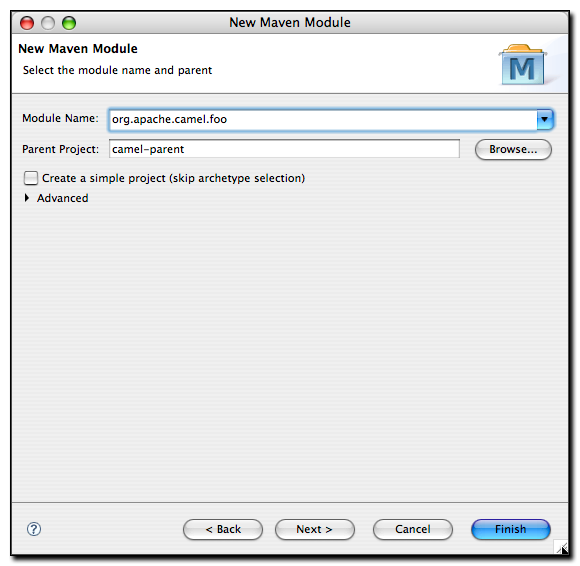 New Maven Module
New Maven Module
Select the module name and parent
M
Module Name: org.apache.camel.foo
Parent Project: camel-parent Browse...
Create a simple project (skip archetype selection)
Advanced
? < Back Next > Cancel Finish